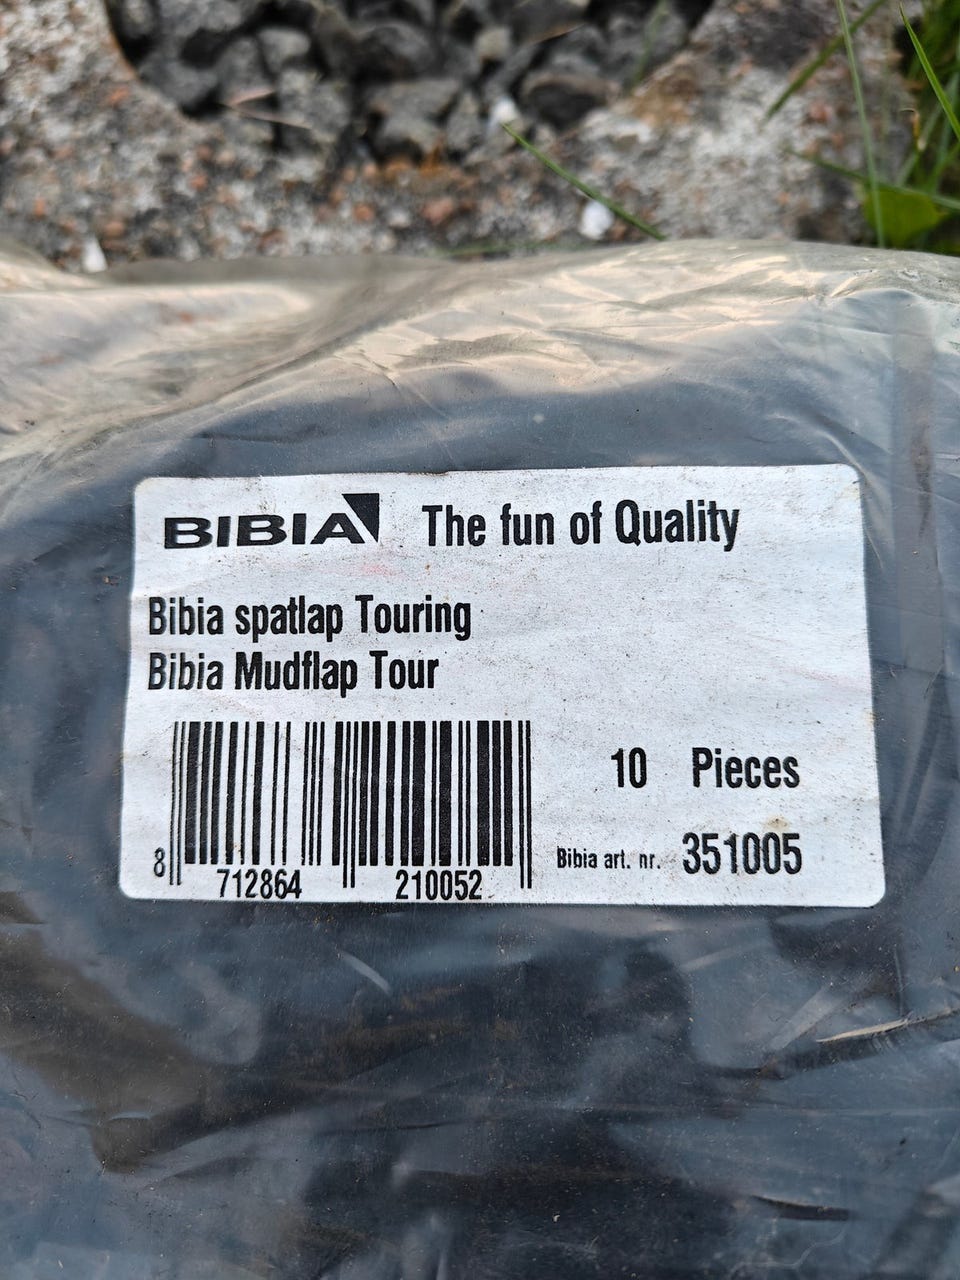 BIBIA The fun of Quality
Bibia spatlap Touring
Bibia Mudflap Tour
10 Pieces
Bibia art. nr. 351005
8 712864 210052